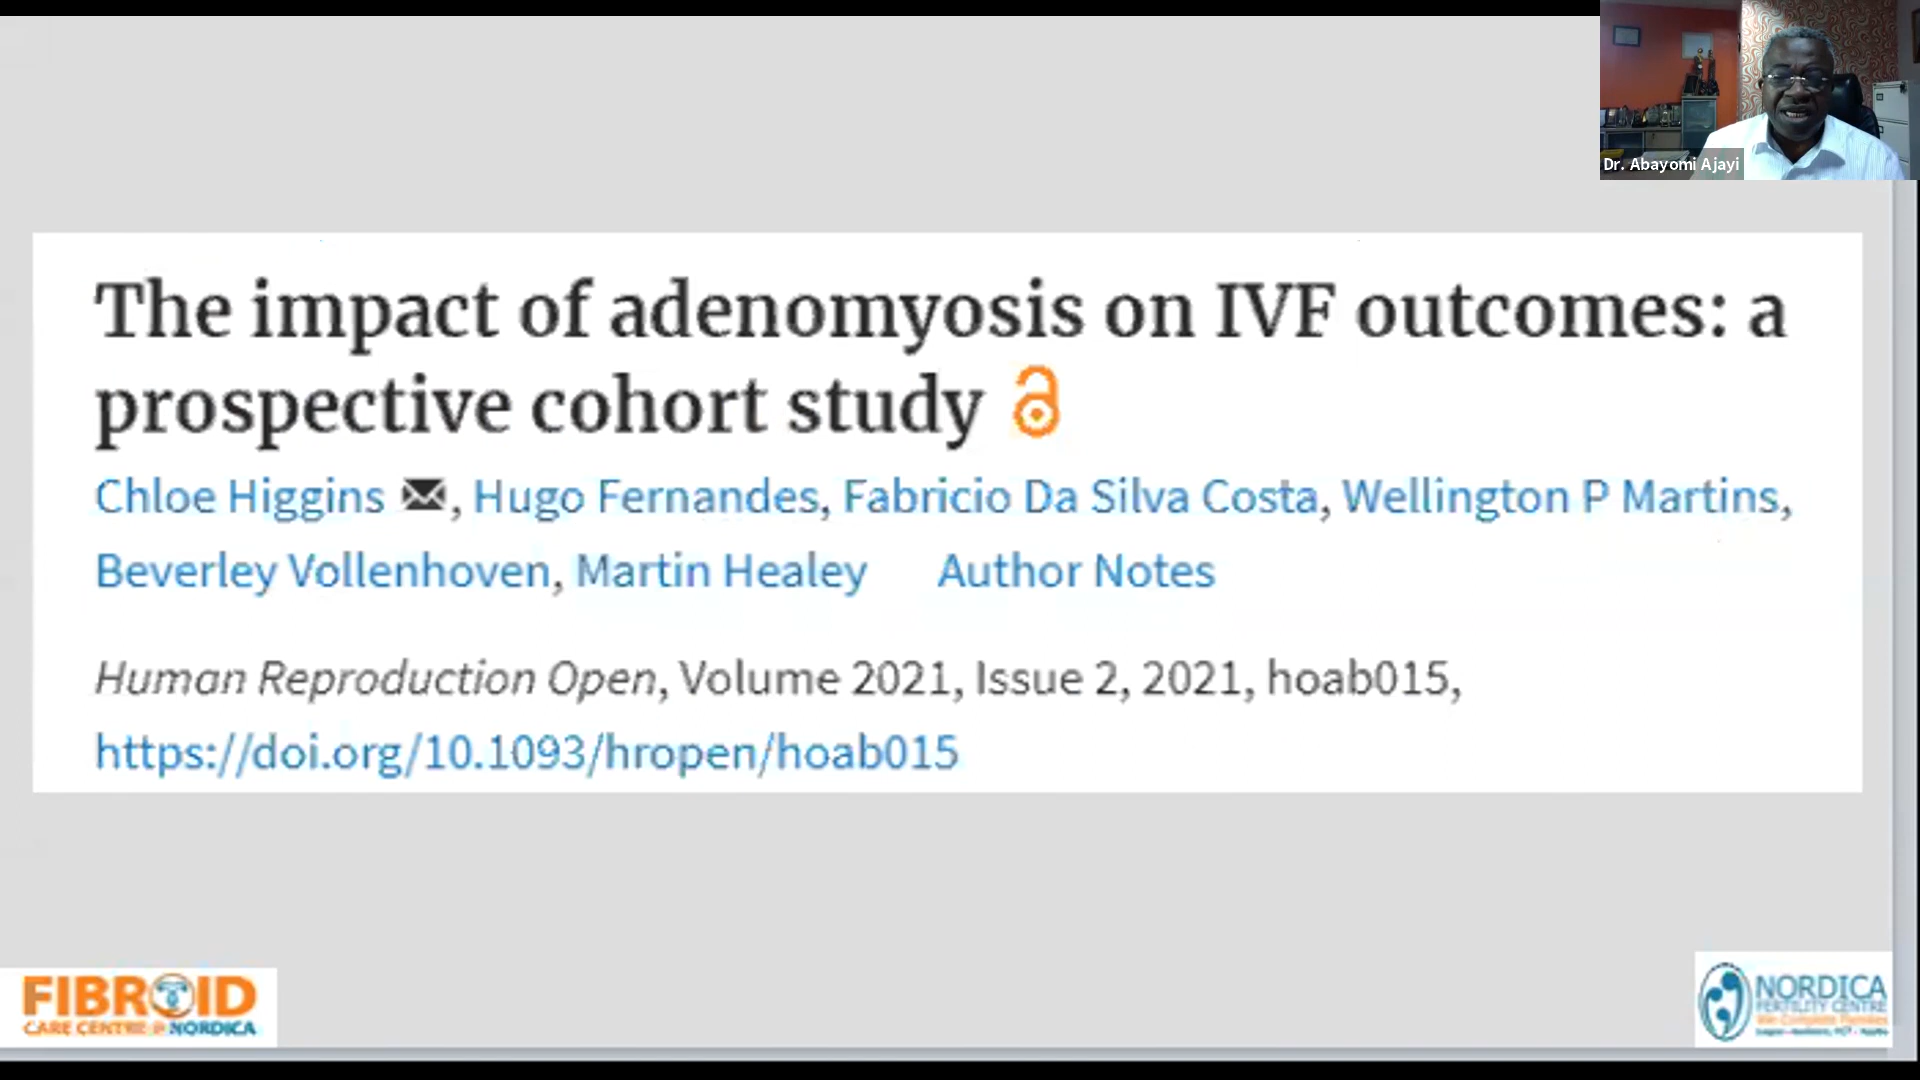 Dr. Abayomi Ajayi
The impact of adenomyosis on IVF outcomes: a
prospective cohort study
Chloe Higgins, Hugo Fernandes, Fabricio Da Silva Costa, Wellington P Martins,
Beverley Vollenhoven, Martin Healey Author Notes
Human Reproduction Open, Volume 2021, Issue 2, 2021, hoab015,
https://doi.org/10.1093/hropen/hoab015
FIBROID
CARE CENTRE @ NORDICA
NORDICA
FERTILITY CENTRE